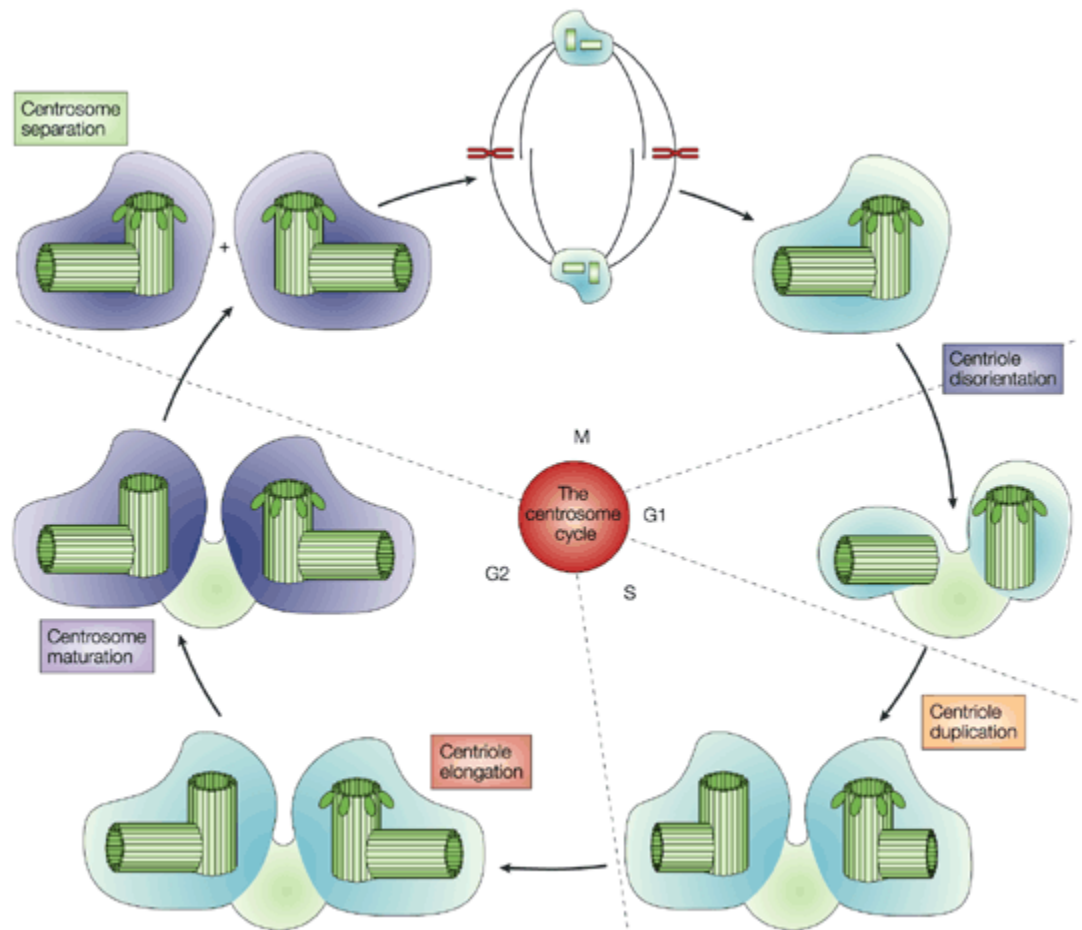 Centrosome
separation
+
Centriole
disorientation
M
The
centrosome
cycle
G1
G2
S
Centrosome
maturation
Centriole
duplication
Centriole
elongation